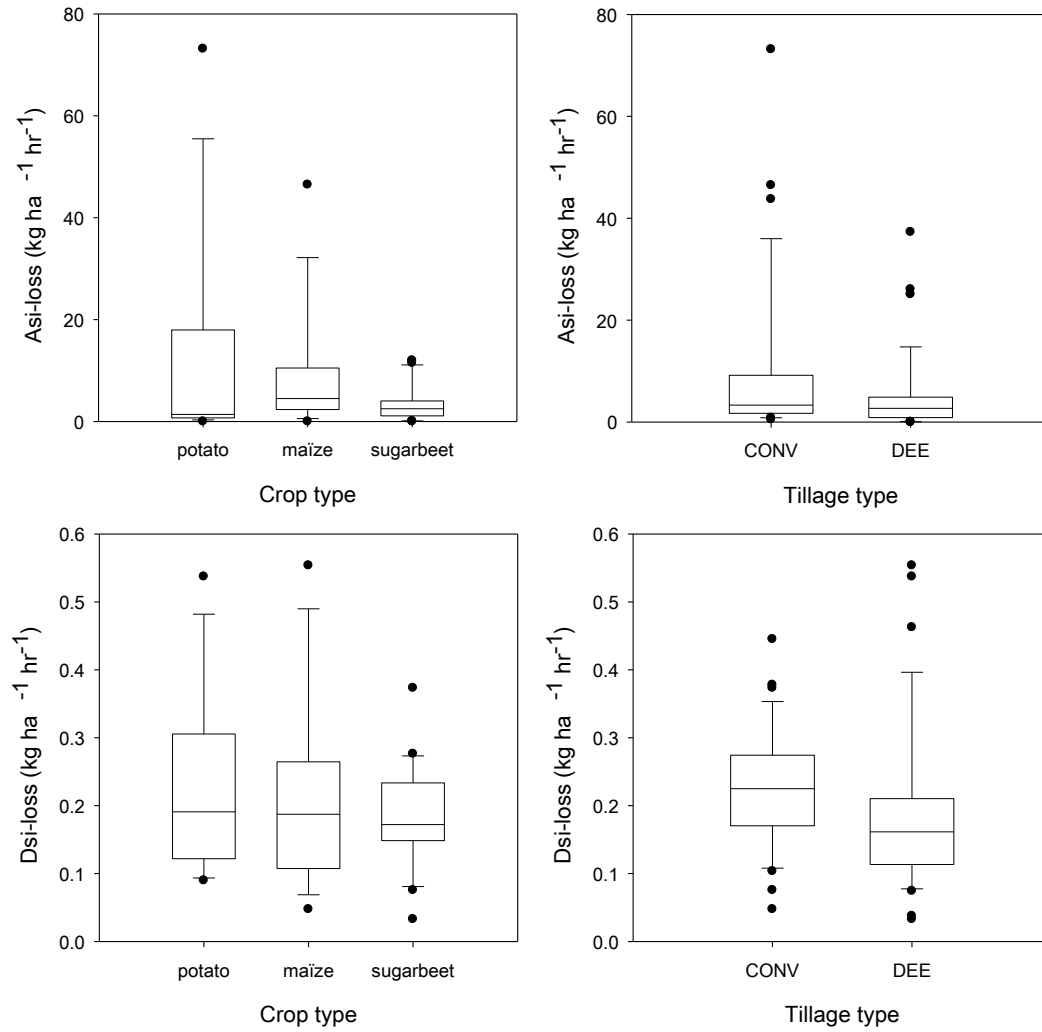 Asi-loss (kg ha -1 hr-1)
80
60
40
20
0
potato maïze sugarbeet
Crop type
Asi-loss (kg ha -1 hr-1)
80
60
40
20
0
CONV DEE
Tillage type
Dsi-loss (kg ha -1 hr-1)
0.6
0.5
0.4
0.3
0.2
0.1
0.0
potato maïze sugarbeet
Crop type
Dsi-loss (kg ha -1 hr-1)
0.6
0.5
0.4
0.3
0.2
0.1
0.0
CONV DEE
Tillage type